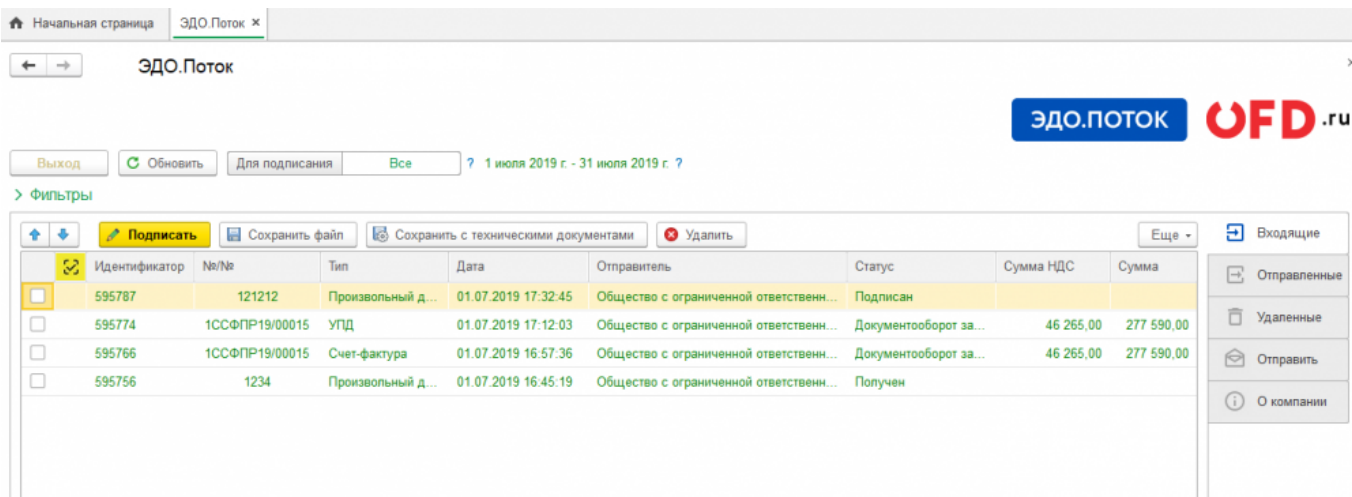 Начальная страница ЭДО.Поток ×
ЭДО.Поток
ЭДО.ПОТОК OFD.ru
Выход Обновить Для подписания Все ? 1 июля 2019 г. - 31 июля 2019 г. ?
Фильтры
Подписать Сохранить файл Сохранить с техническими документами Удалить Еще Входящие
Идентификатор №/№ Тип Дата Отправитель Статус Сумма НДС Сумма
Отправленные
595787 121212 Произвольный д... 01.07.2019 17:32:45 Общество с ограниченной ответственн... Подписан
595774 1ССФПР19/00015 УПД 01.07.2019 17:12:03 Общество с ограниченной ответственн... Документооборот за... 46 265,00 277 590,00
Удаленные
595766 1ССФПР19/00015 Счет-фактура 01.07.2019 16:57:36 Общество с ограниченной ответственн... Документооборот за... 46 265,00 277 590,00
Отправить
595756 1234 Произвольный д... 01.07.2019 16:45:19 Общество с ограниченной ответственн... Получен
О компании